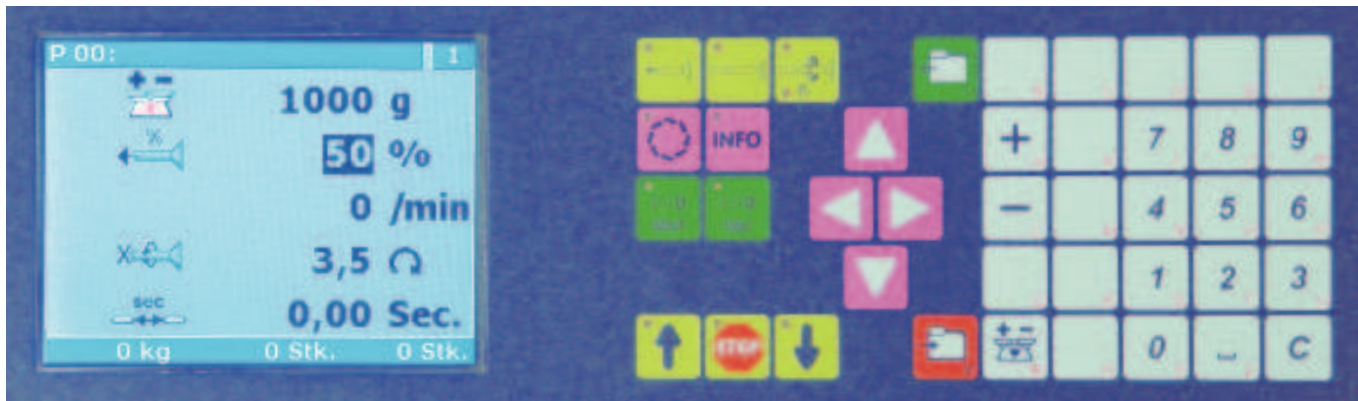 P 00: 1
+ -
1000 g
%
50 %
0 /min
X
3,5
sec
0,00 Sec.
0 kg 0 Stk. 0 Stk.
INFO
STOP
+ 7 8 9
- 4 5 6
1 2 3
+ -
0 C